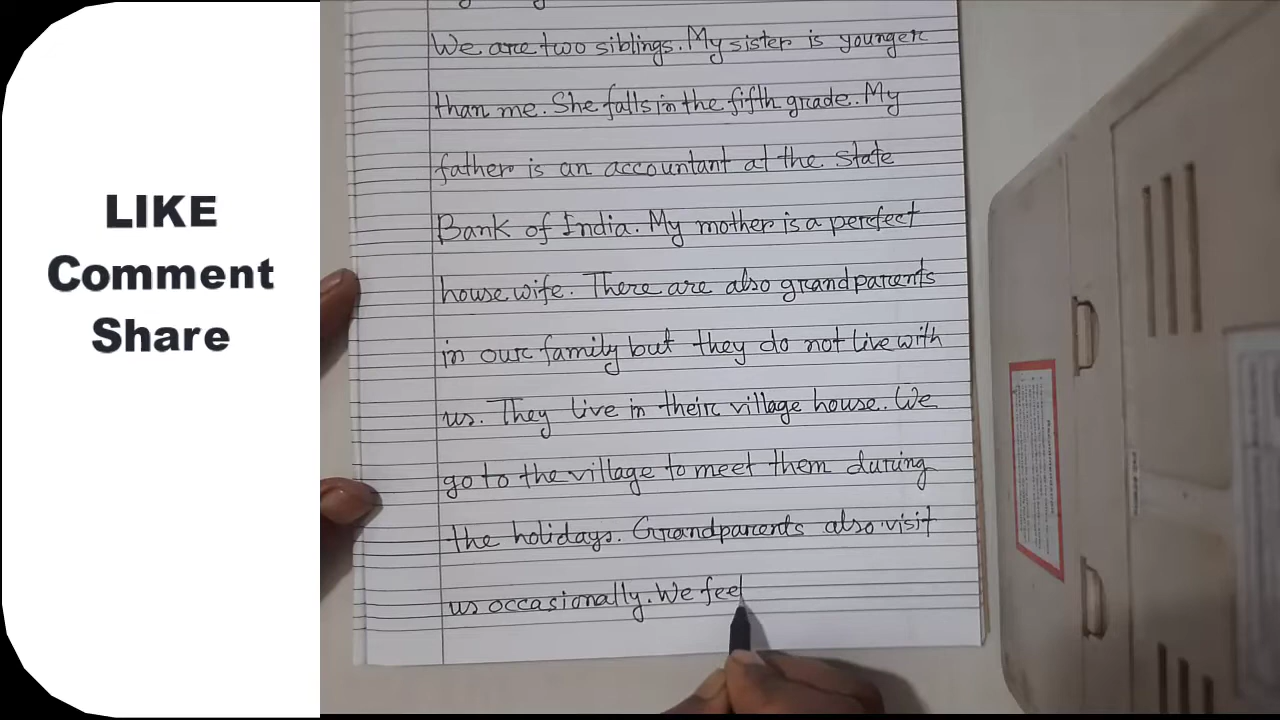 LIKE
Comment
Share
We are two siblings. My sister is younger
than me. She falls in the fifth grade. My
father is an accountant at the state
Bank of India. My mother is a perfect
house wife. There are also grandparents
in our family but they do not live with
us. They live in their village house. We
go to the village to meet them during
the holidays. Grandparents also visit
us occasionally. We feel